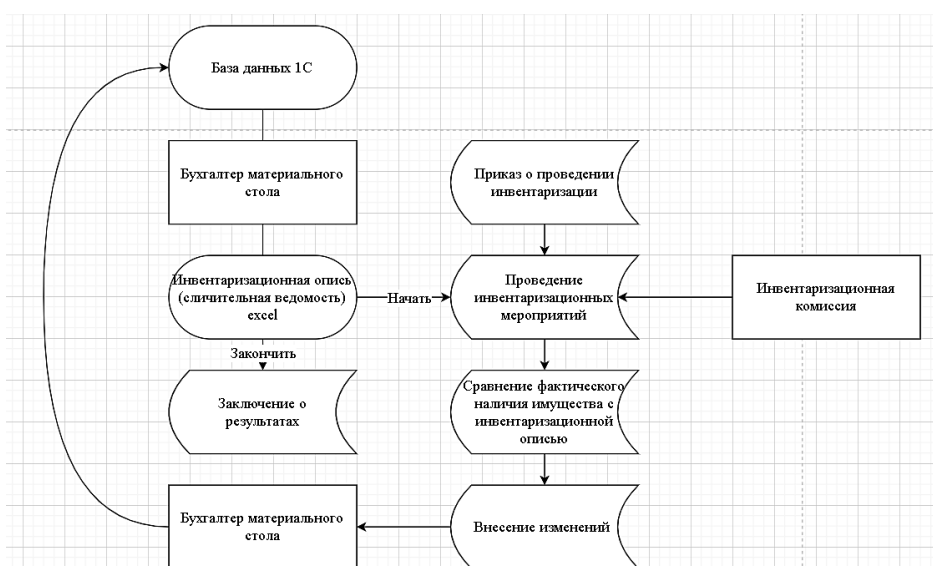 База данных 1С
Бухгалтер материального
стола
Приказ о проведении
инвентаризации
Инвентаризационная опись
(сличительная ведомость)
excel
Начать
Проведение
инвентаризационных
мероприятий
Инвентаризационная
комиссия
Закончить
Заключение о
результатах
Сравнение фактического
наличия имущества с
инвентаризационной
описью
Бухгалтер материального
стола
Внесение изменений